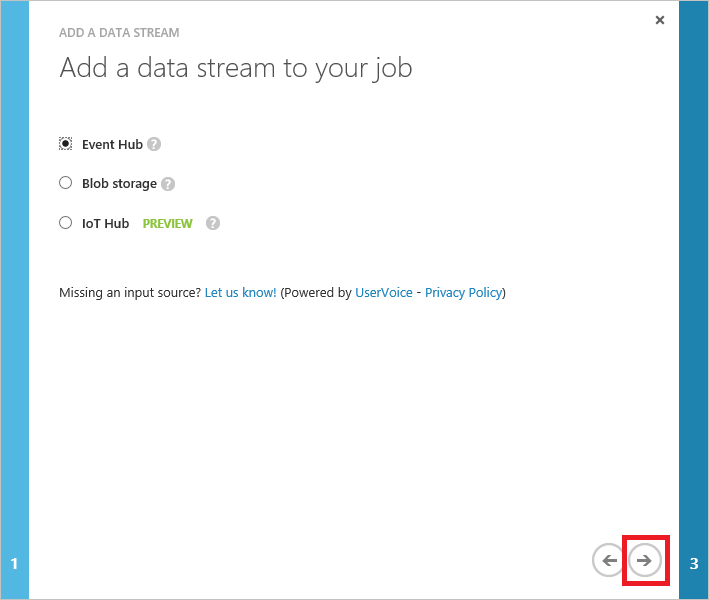 ADD A DATA STREAM
Add a data stream to your job
Event Hub ?
Blob storage ?
IoT Hub PREVIEW ?
Missing an input source? Let us know! (Powered by UserVoice - Privacy Policy)
1
3